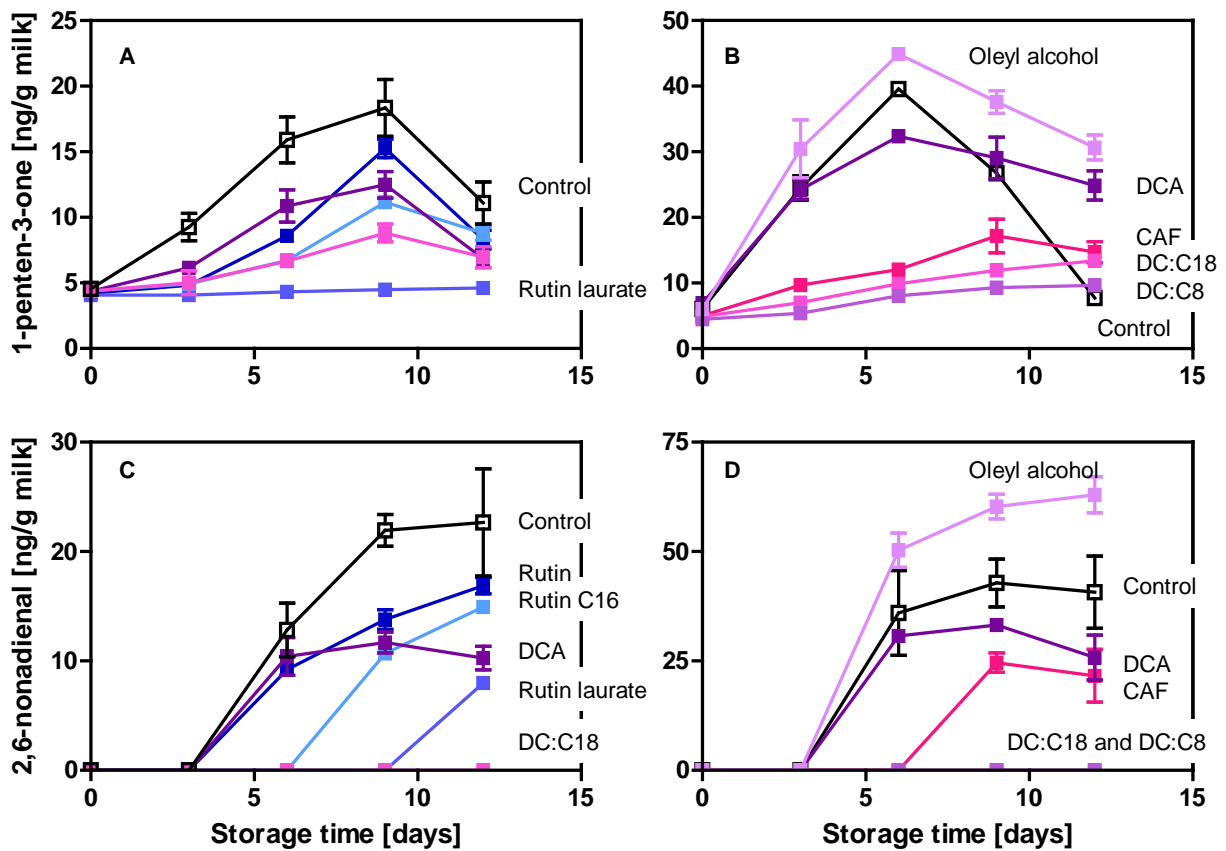 1-penten-3-one [ng/g milk]
25
20
15
10
5
0
A
Control
Rutin laurate
0
5
10
15
50
40
30
20
10
0
B
Oleyl alcohol
DCA
CAF
DC:C18
DC:C8
Control
0
5
10
15
2,6-nonadienal [ng/g milk]
30
20
10
0
C
Control
Rutin
Rutin C16
DCA
Rutin laurate
DC:C18
0
5
10
15
Storage time [days]
75
50
25
0
D
Oleyl alcohol
Control
DCA
CAF
DC:C18 and DC:C8
0
5
10
15
Storage time [days]